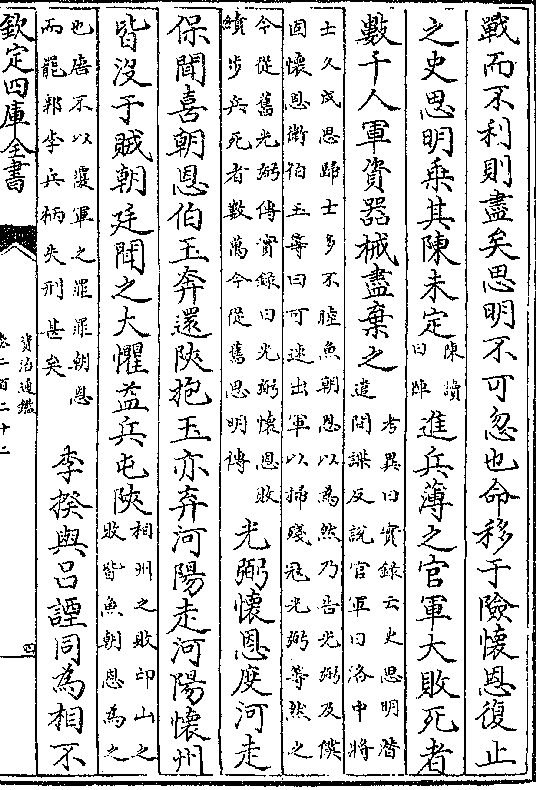 戰而不利則盡矣思明不可忽也命移于險懷恩復止
之史思明乗其陳未定陳讀曰陣進兵薄之官軍大敗死者
數千人軍資器械盡棄之考異曰實録云史思明潛遣間諜反說官軍曰洛中將
士久戍思歸士多不睦魚朝恩以為然乃告光弼及僕
固懷恩衛伯玉等曰可速出軍以掃殘冦光弼等然之
今從舊光弼傳實録曰光弼懷恩敗績步兵死者數萬今從舊思明傳光弼懷恩度河走
保聞喜朝恩伯玉奔還陝抱玉亦弃河陽走河陽懷州
皆沒于賊朝廷聞之大懼益兵屯陝相州之敗印山之敗皆魚朝恩為之
也唐不以覆軍之罪罪朝恩而罷邦李兵柄失刑甚矣李揆與吕諲同為相不
欽定四庫全書
資治通鑑
卷二百二十二
四